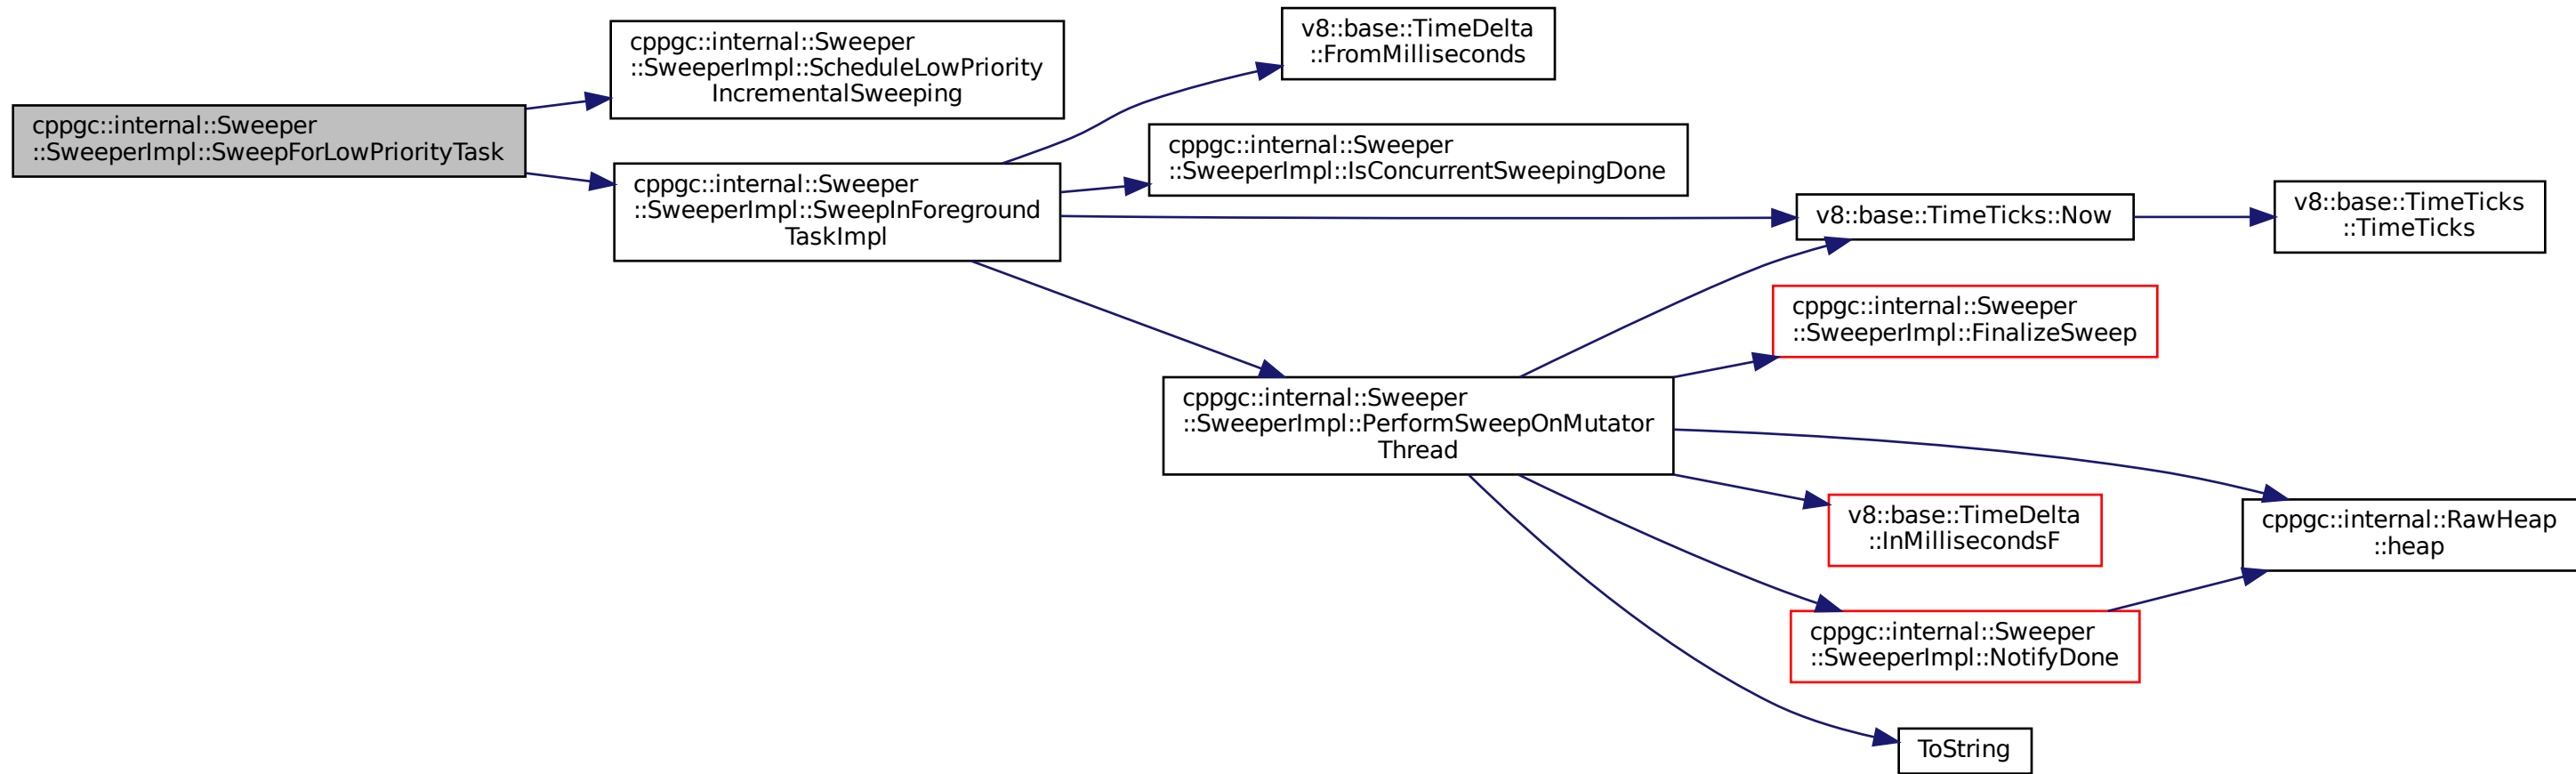 cppgc::internal::Sweeper
::SweeperImpl::SweepForLowPriorityTask
cppgc::internal::Sweeper
::SweeperImpl::ScheduleLowPriority
IncrementalSweeping
cppgc::internal::Sweeper
::SweeperImpl::SweepInForeground
TaskImpl
v8::base::TimeDelta
::FromMilliseconds
cppgc::internal::Sweeper
::SweeperImpl::IsConcurrentSweepingDone
v8::base::TimeTicks::Now
v8::base::TimeTicks
::TimeTicks
cppgc::internal::Sweeper
::SweeperImpl::PerformSweepOnMutator
Thread
cppgc::internal::Sweeper
::SweeperImpl::FinalizeSweep
v8::base::TimeDelta
::InMillisecondsF
cppgc::internal::RawHeap
::heap
cppgc::internal::Sweeper
::SweeperImpl::NotifyDone
ToString